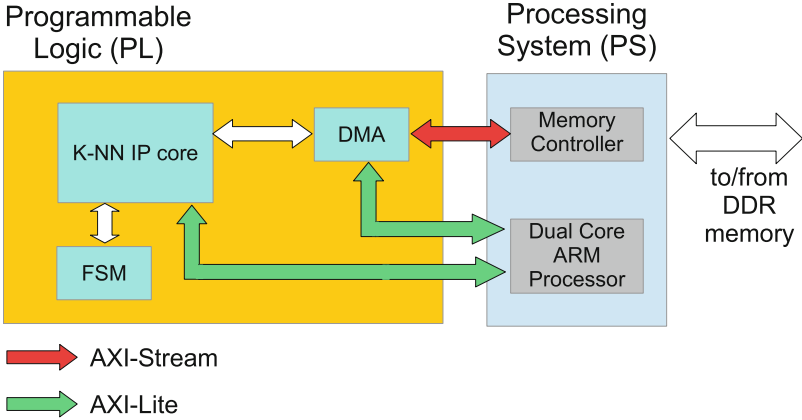 Programmable
Logic (PL)
Processing
System (PS)
K-NN IP core
DMA
Memory
Controller
to/from
DDR
memory
FSM
Dual Core
ARM
Processor
AXI-Stream
AXI-Lite